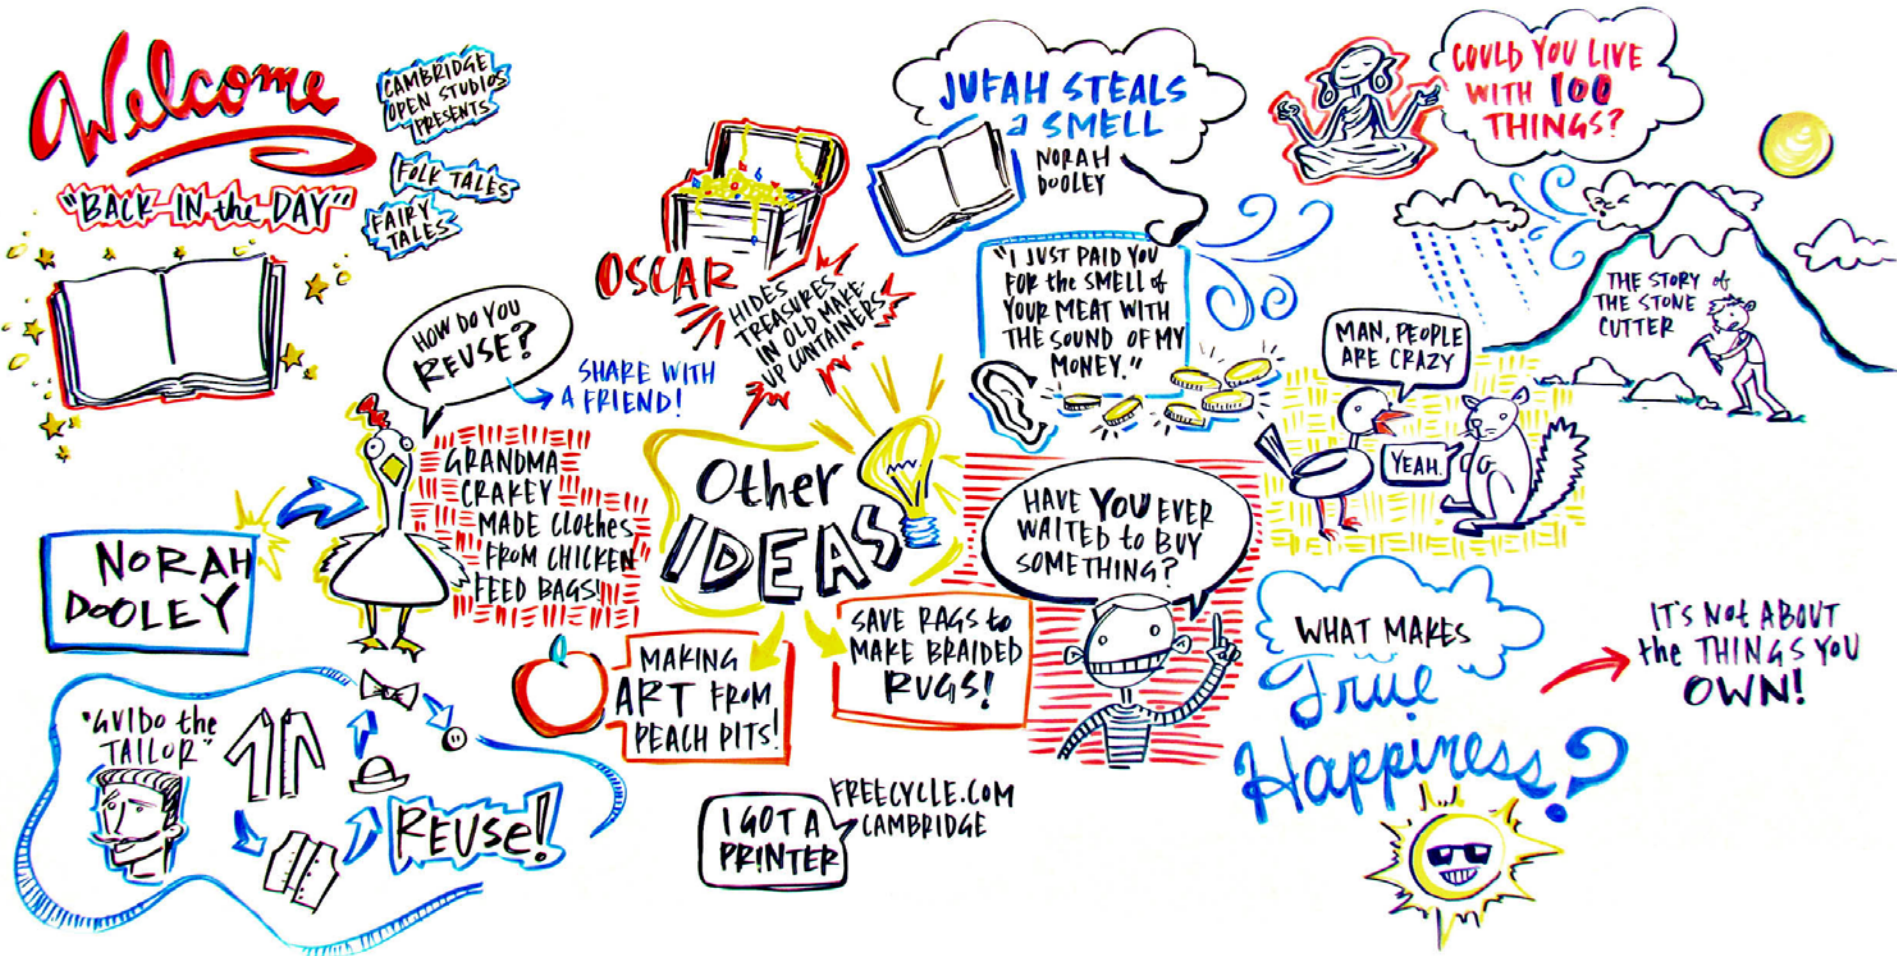 Welcome
CAMBRIDGE
OPEN STUDIOS
PRESENTS
FOLK TALES
FAIRY
TALES
"BACK IN the DAY"
HOW DO YOU
REUSE?
SHARE WITH
A FRIEND!
OSCAR
HIDES
TREASURES
IN OLD MAKE-
UP CONTAINERS
JUFAH STEALS
a SMELL
NORAH
DOOLEY
"I JUST PAID YOU
FOR the SMELL of
YOUR MEAT WITH
THE SOUND OF MY
MONEY."
COULD YOU LIVE
WITH 100
THINGS?
THE STORY of
THE STONE
CUTTER
MAN, PEOPLE
ARE CRAZY
YEAH.
NORAH
DOOLEY
GRANDMA
CRAKEY
MADE Clothes
FROM CHICKEN
FEED BAGS!
Other
IDEAS
MAKING
ART FROM
PEACH PITS!
SAVE RAGS to
MAKE BRAIDED
RUGS!
HAVE YOU EVER
WAITED to BUY
SOMETHING?
WHAT MAKES
True
Happiness?
IT'S Not ABOUT
the THINGS YOU
OWN!
"GUIDO the
TAILOR"
REUSE!
I GOT A
PRINTER
FREECYCLE.COM
CAMBRIDGE